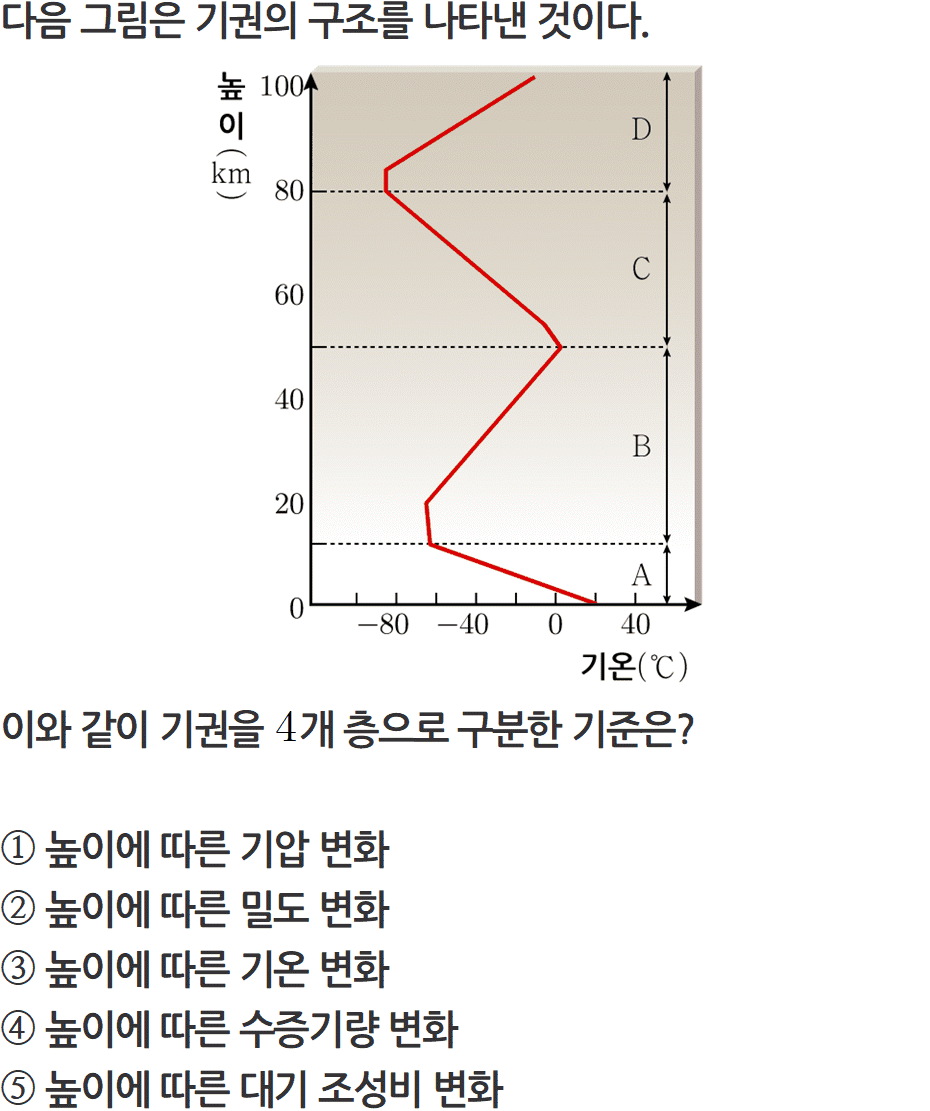 다음 그림은 기권의 구조를 나타낸 것이다.
높이(km)
100
80
60
40
20
0
D
C
B
A
−80 −40 0 40
기온(℃)
이와 같이 기권을 4개 층으로 구분한 기준은?
① 높이에 따른 기압 변화
② 높이에 따른 밀도 변화
③ 높이에 따른 기온 변화
④ 높이에 따른 수증기량 변화
⑤ 높이에 따른 대기 조성비 변화